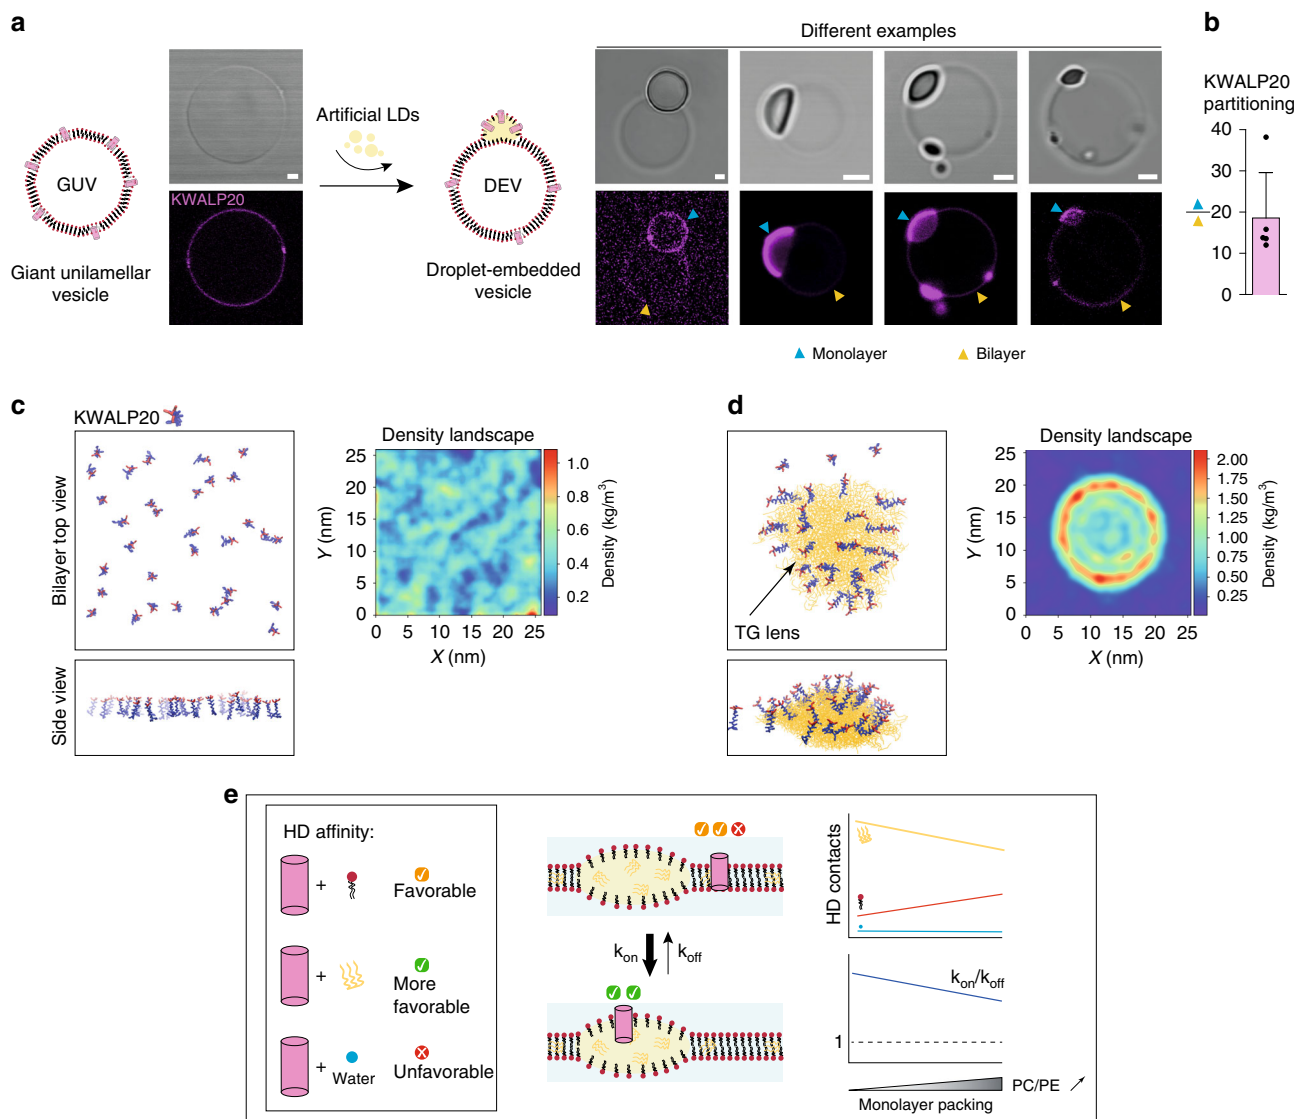 a
Different examples
b
KWALP20
partitioning
Artificial LDs
GUV
DEV
KWALP20
Giant unilamellar
vesicle
Droplet-embedded
vesicle
40
30
20
10
0
Monolayer
Bilayer
c
KWALP20
Bilayer top view
Side view
Density landscape
25
20
15
10
5
0
Y (nm)
0 5 10 15 20 25
X (nm)
1.0
0.8
0.6
0.4
0.2
Density (kg/m³)
d
TG lens
Density landscape
25
20
15
10
5
0
Y (nm)
0 5 10 15 20 25
X (nm)
2.00
1.75
1.50
1.25
1.00
0.75
0.50
0.25
Density (kg/m³)
e
HD affinity:
+ Favorable
+ More
favorable
+ Water Unfavorable
kon koff
HD contacts
kon/koff
1
PC/PE
Monolayer packing